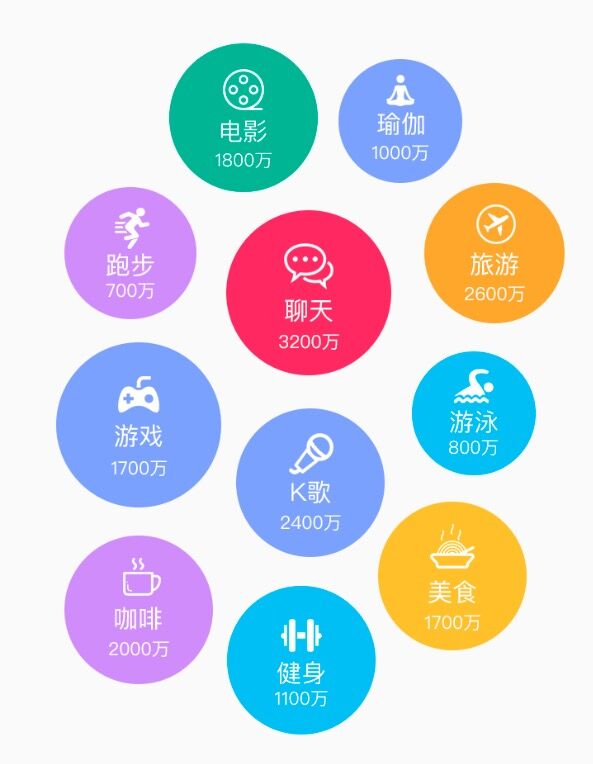 电影
1800万
瑜伽
1000万
跑步
700万
聊天
3200万
旅游
2600万
游戏
1700万
K歌
2400万
游泳
800万
咖啡
2000万
健身
1100万
美食
1700万